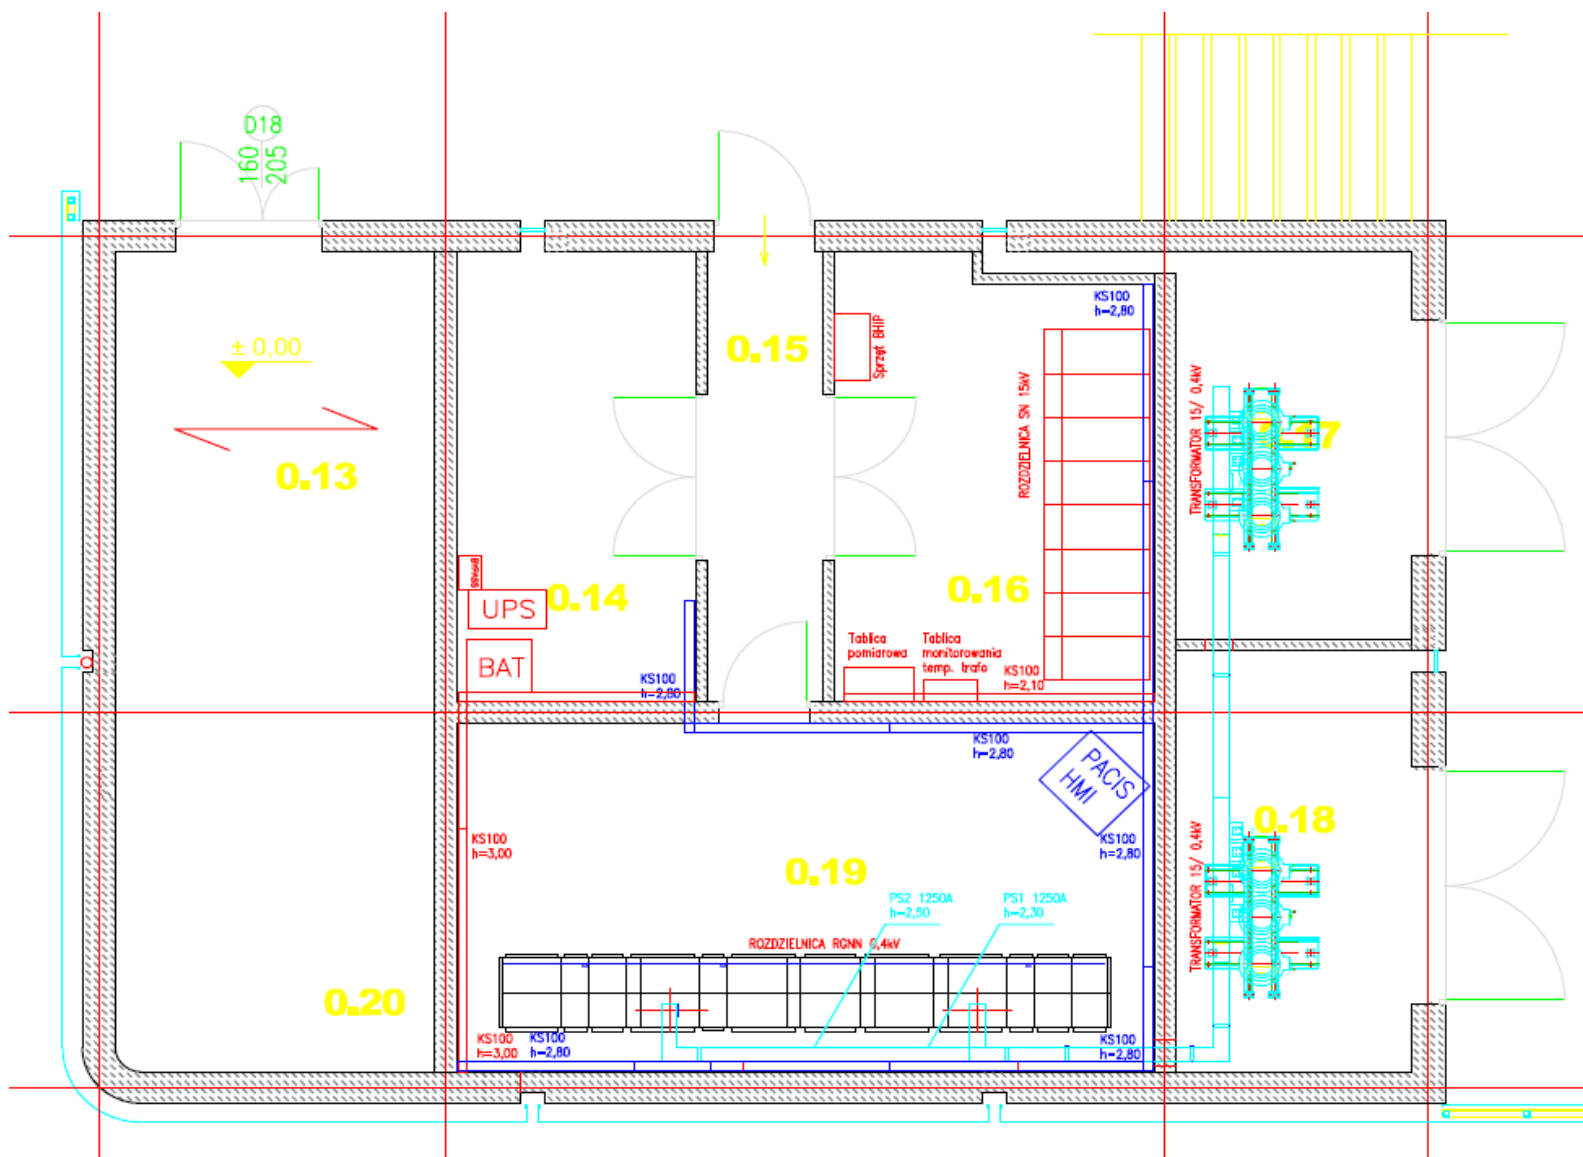 D18
160
205
± 0,00
0.13
0.15
Sprzęt BHiP
KS100
h=2,80
ROZDZIELNICA SN 15kV
TRANSFORMATOR 15/ 0,4kV
0.17
BYPASS
UPS
0.14
BAT
KS100
h=2,80
0.16
Tablica
pomiarowa
Tablica
monitorowania
temp. trafo
KS100
h=2,10
KS100
h=2,80
PACIS
HMI
KS100
h=3,00
KS100
h=2,80
0.18
TRANSFORMATOR 15/ 0,4kV
0.19
PS2 1250A
h=2,50
PS1 1250A
h=2,30
ROZDZIELNICA RGNN 0,4kV
0.20
KS100
h=3,00
KS100
h=2,80
KS100
h=2,80